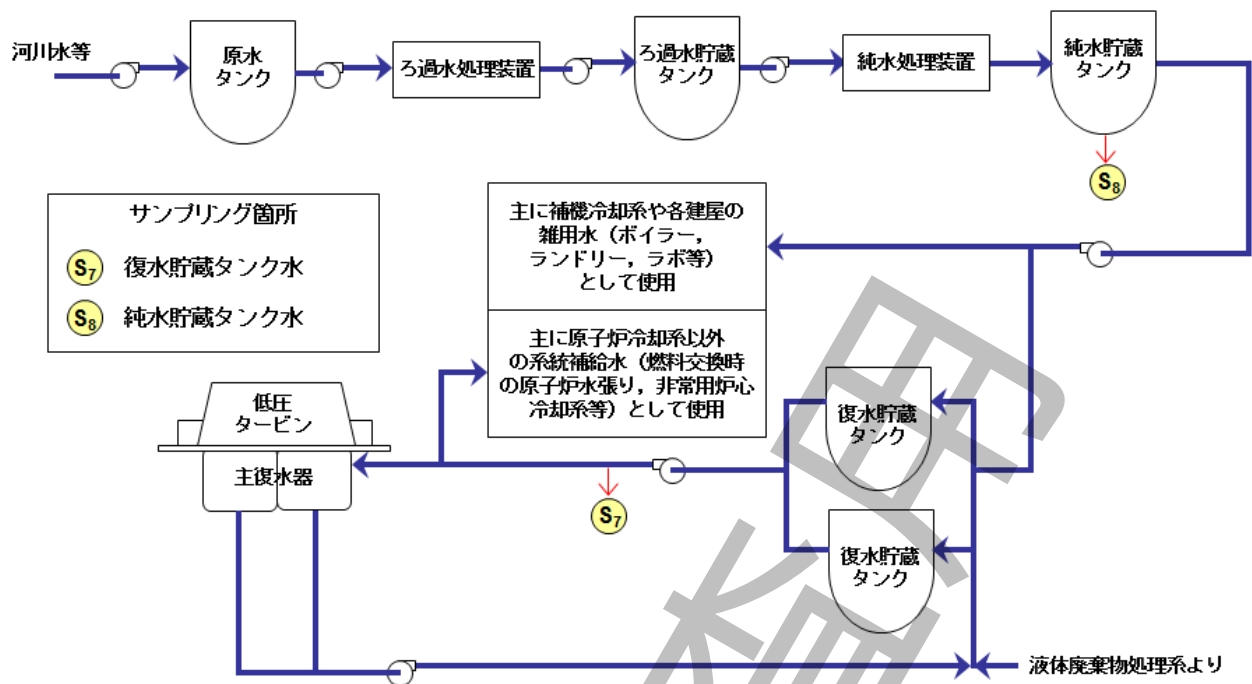 河川水等
原水
タンク
ろ過水処理装置
ろ過水貯蔵
タンク
純水処理装置
純水貯蔵
タンク
S8
サンプリング箇所
S7 復水貯蔵タンク水
S8 純水貯蔵タンク水
主に補機冷却系や各建屋の
雑用水（ボイラー，
ランドリー，ラボ等）
として使用
主に原子炉冷却系以外
の系統補給水（燃料交換時
の原子炉水張り，非常用炉心
冷却系等）として使用
低圧
タービン
主復水器
S7
復水貯蔵
タンク
復水貯蔵
タンク
液体廃棄物処理系より